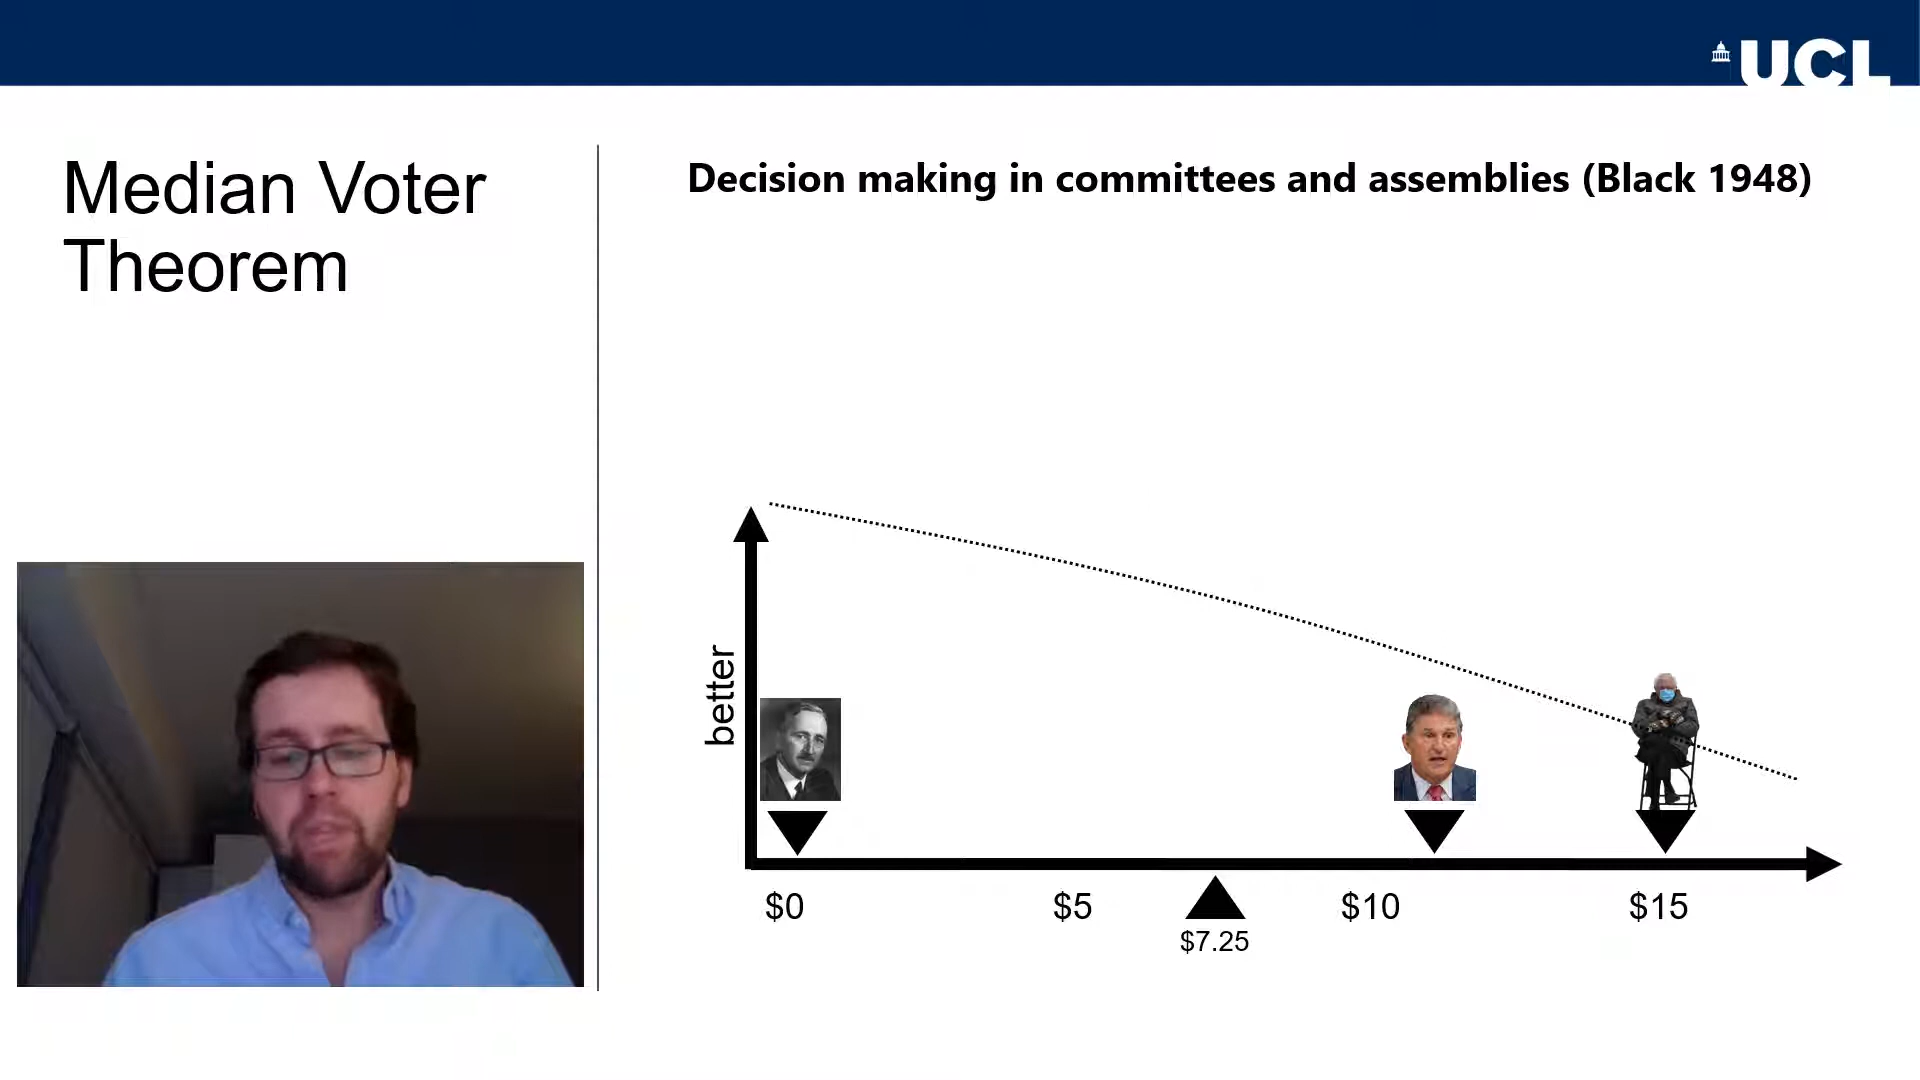 UCL
Median Voter
Theorem
Decision making in committees and assemblies (Black 1948)
better
$0
$5
$10
$15
$7.25